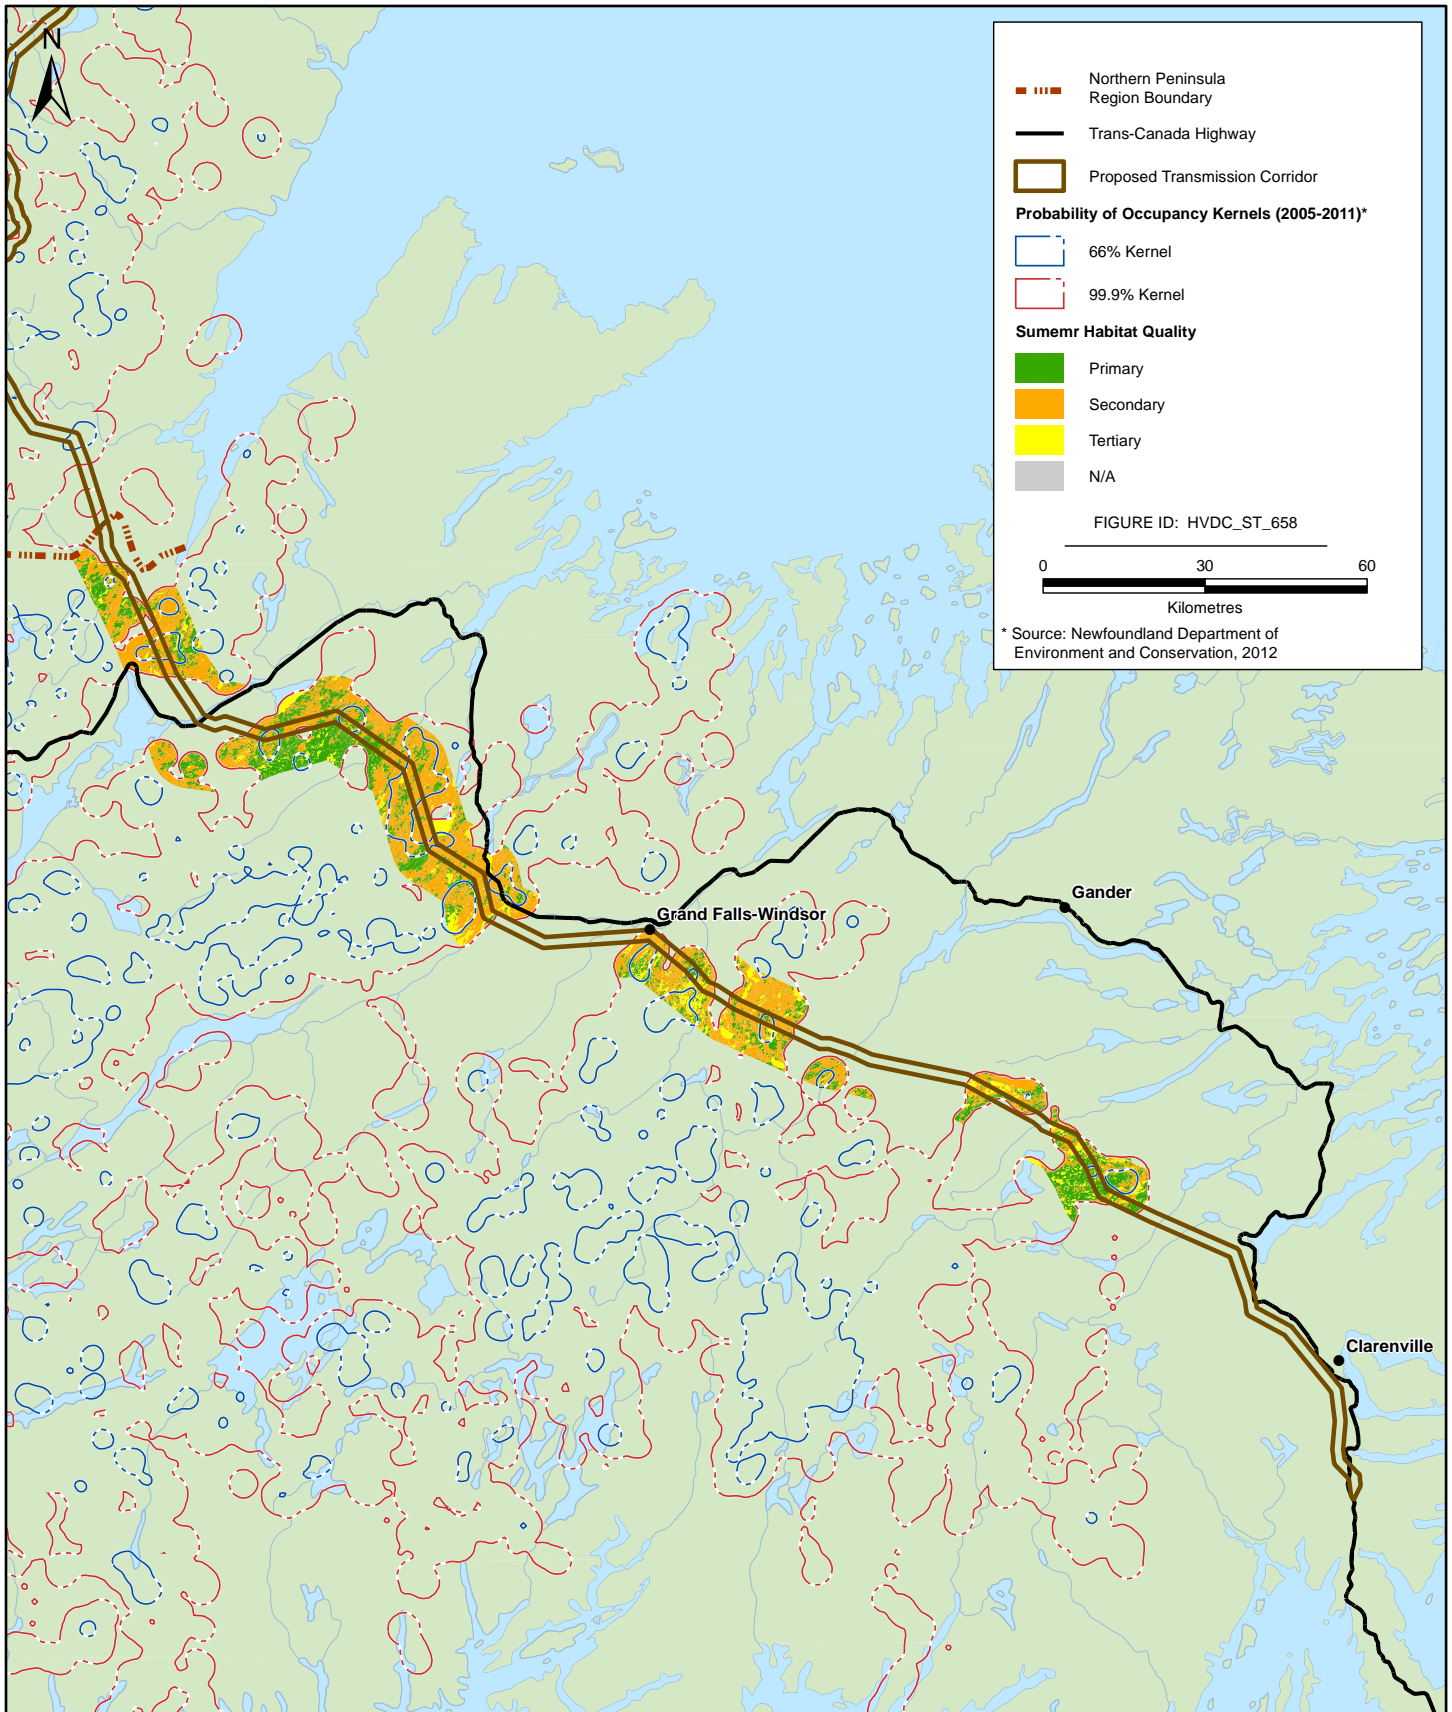 N
Northern Peninsula
Region Boundary
Trans-Canada Highway
Proposed Transmission Corridor
Probability of Occupancy Kernels (2005-2011)*
66% Kernel
99.9% Kernel
Sumemr Habitat Quality
Primary
Secondary
Tertiary
N/A
FIGURE ID: HVDC_ST_658
0 30 60
Kilometres
* Source: Newfoundland Department of
Environment and Conservation, 2012
Gander
Grand Falls-Windsor
Clarenville